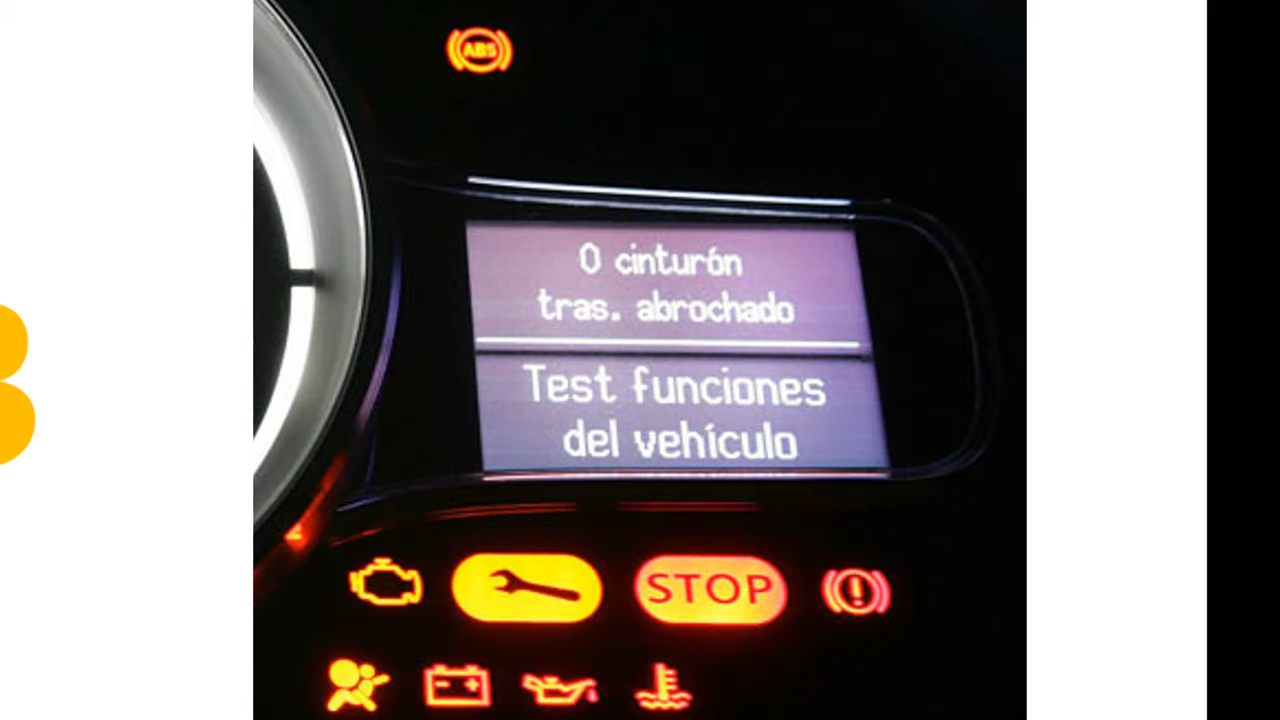 ABS
0 cinturón
tras. abrochado
Test funciones
del vehículo
STOP